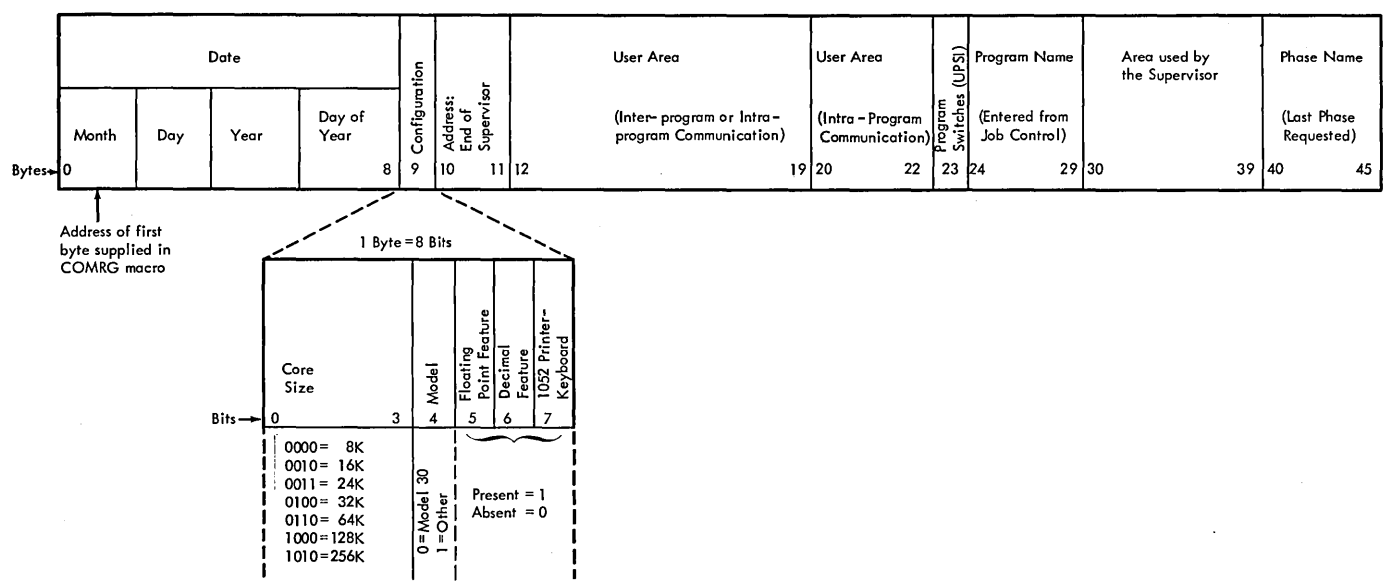 Date
Month
Day
Year
Day of
Year
Configuration
Address:
End of
Supervisor
User Area
(Inter-program or Intra-
program Communication)
User Area
(Intra-Program
Communication)
Program
Switches (UPSI)
Program Name
(Entered from
Job Control)
Area used by
the Supervisor
Phase Name
(Last Phase
Requested)
Bytes 0 8 9 10 11 12 19 20 22 23 24 29 30 39 40 45
Address of first
byte supplied in
COMRG macro
1 Byte = 8 Bits
Core
Size
Model
Floating
Point Feature
Decimal
Feature
1052 Printer-
Keyboard
Bits 0 3 4 5 6 7
0000 = 8K
0010 = 16K
0011 = 24K
0100 = 32K
0110 = 64K
1000 = 128K
1010 = 256K
0 = Model 30
1 = Other
Present = 1
Absent = 0